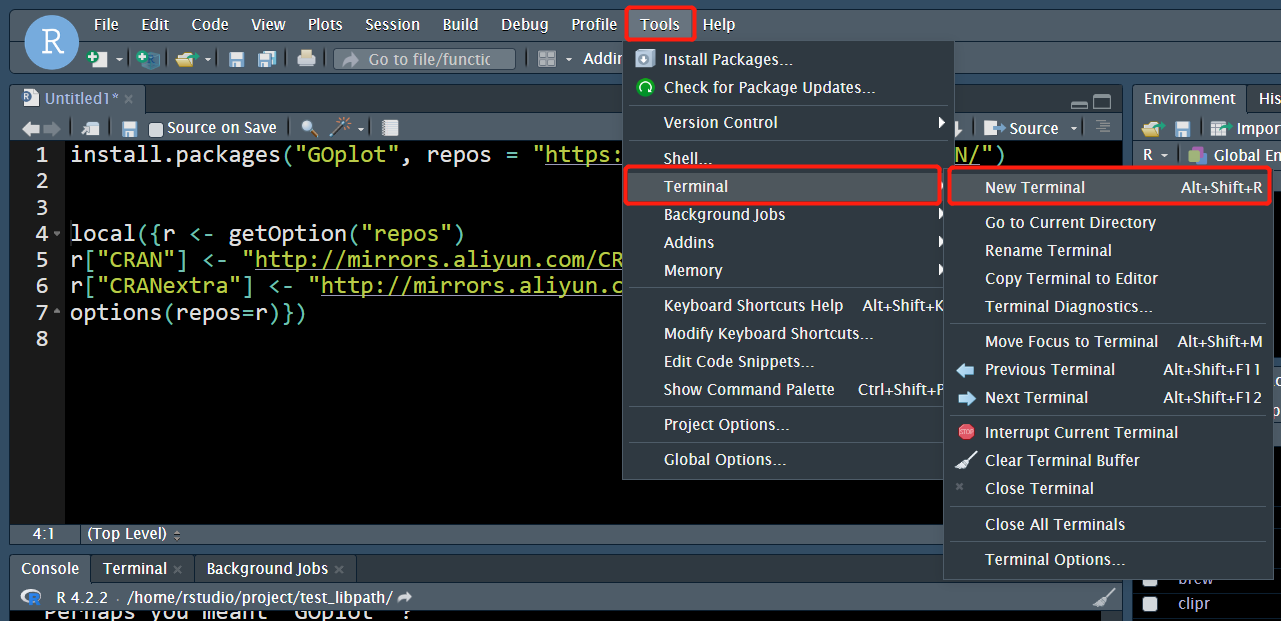 R
File Edit Code View Plots Session Build Debug Profile Tools Help
Go to file/functic
Untitled1*
Source on Save
Source
1 install.packages("GOplot", repos = "https: N/")
2
3
4 local({r <- getOption("repos")
5 r["CRAN"] <- "http://mirrors.aliyun.com/CR
6 r["CRANextra"] <- "http://mirrors.aliyun.c
7 options(repos=r)})
8
4:1 (Top Level)
Install Packages...
Check for Package Updates...
Version Control
Shell...
Terminal
Background Jobs
Addins
Memory
Keyboard Shortcuts Help Alt+Shift+K
Modify Keyboard Shortcuts...
Edit Code Snippets...
Show Command Palette Ctrl+Shift+P
Project Options...
Global Options...
New Terminal Alt+Shift+R
Go to Current Directory
Rename Terminal
Copy Terminal to Editor
Terminal Diagnostics...
Move Focus to Terminal Alt+Shift+M
Previous Terminal Alt+Shift+F11
Next Terminal Alt+Shift+F12
STOP Interrupt Current Terminal
Clear Terminal Buffer
Close Terminal
Close All Terminals
Terminal Options...
Environment His
Impor
R Global En
brew
clipr
Console Terminal Background Jobs
R 4.2.2 . /home/rstudio/project/test_libpath/
Perhaps you meant 'GOplot' ?